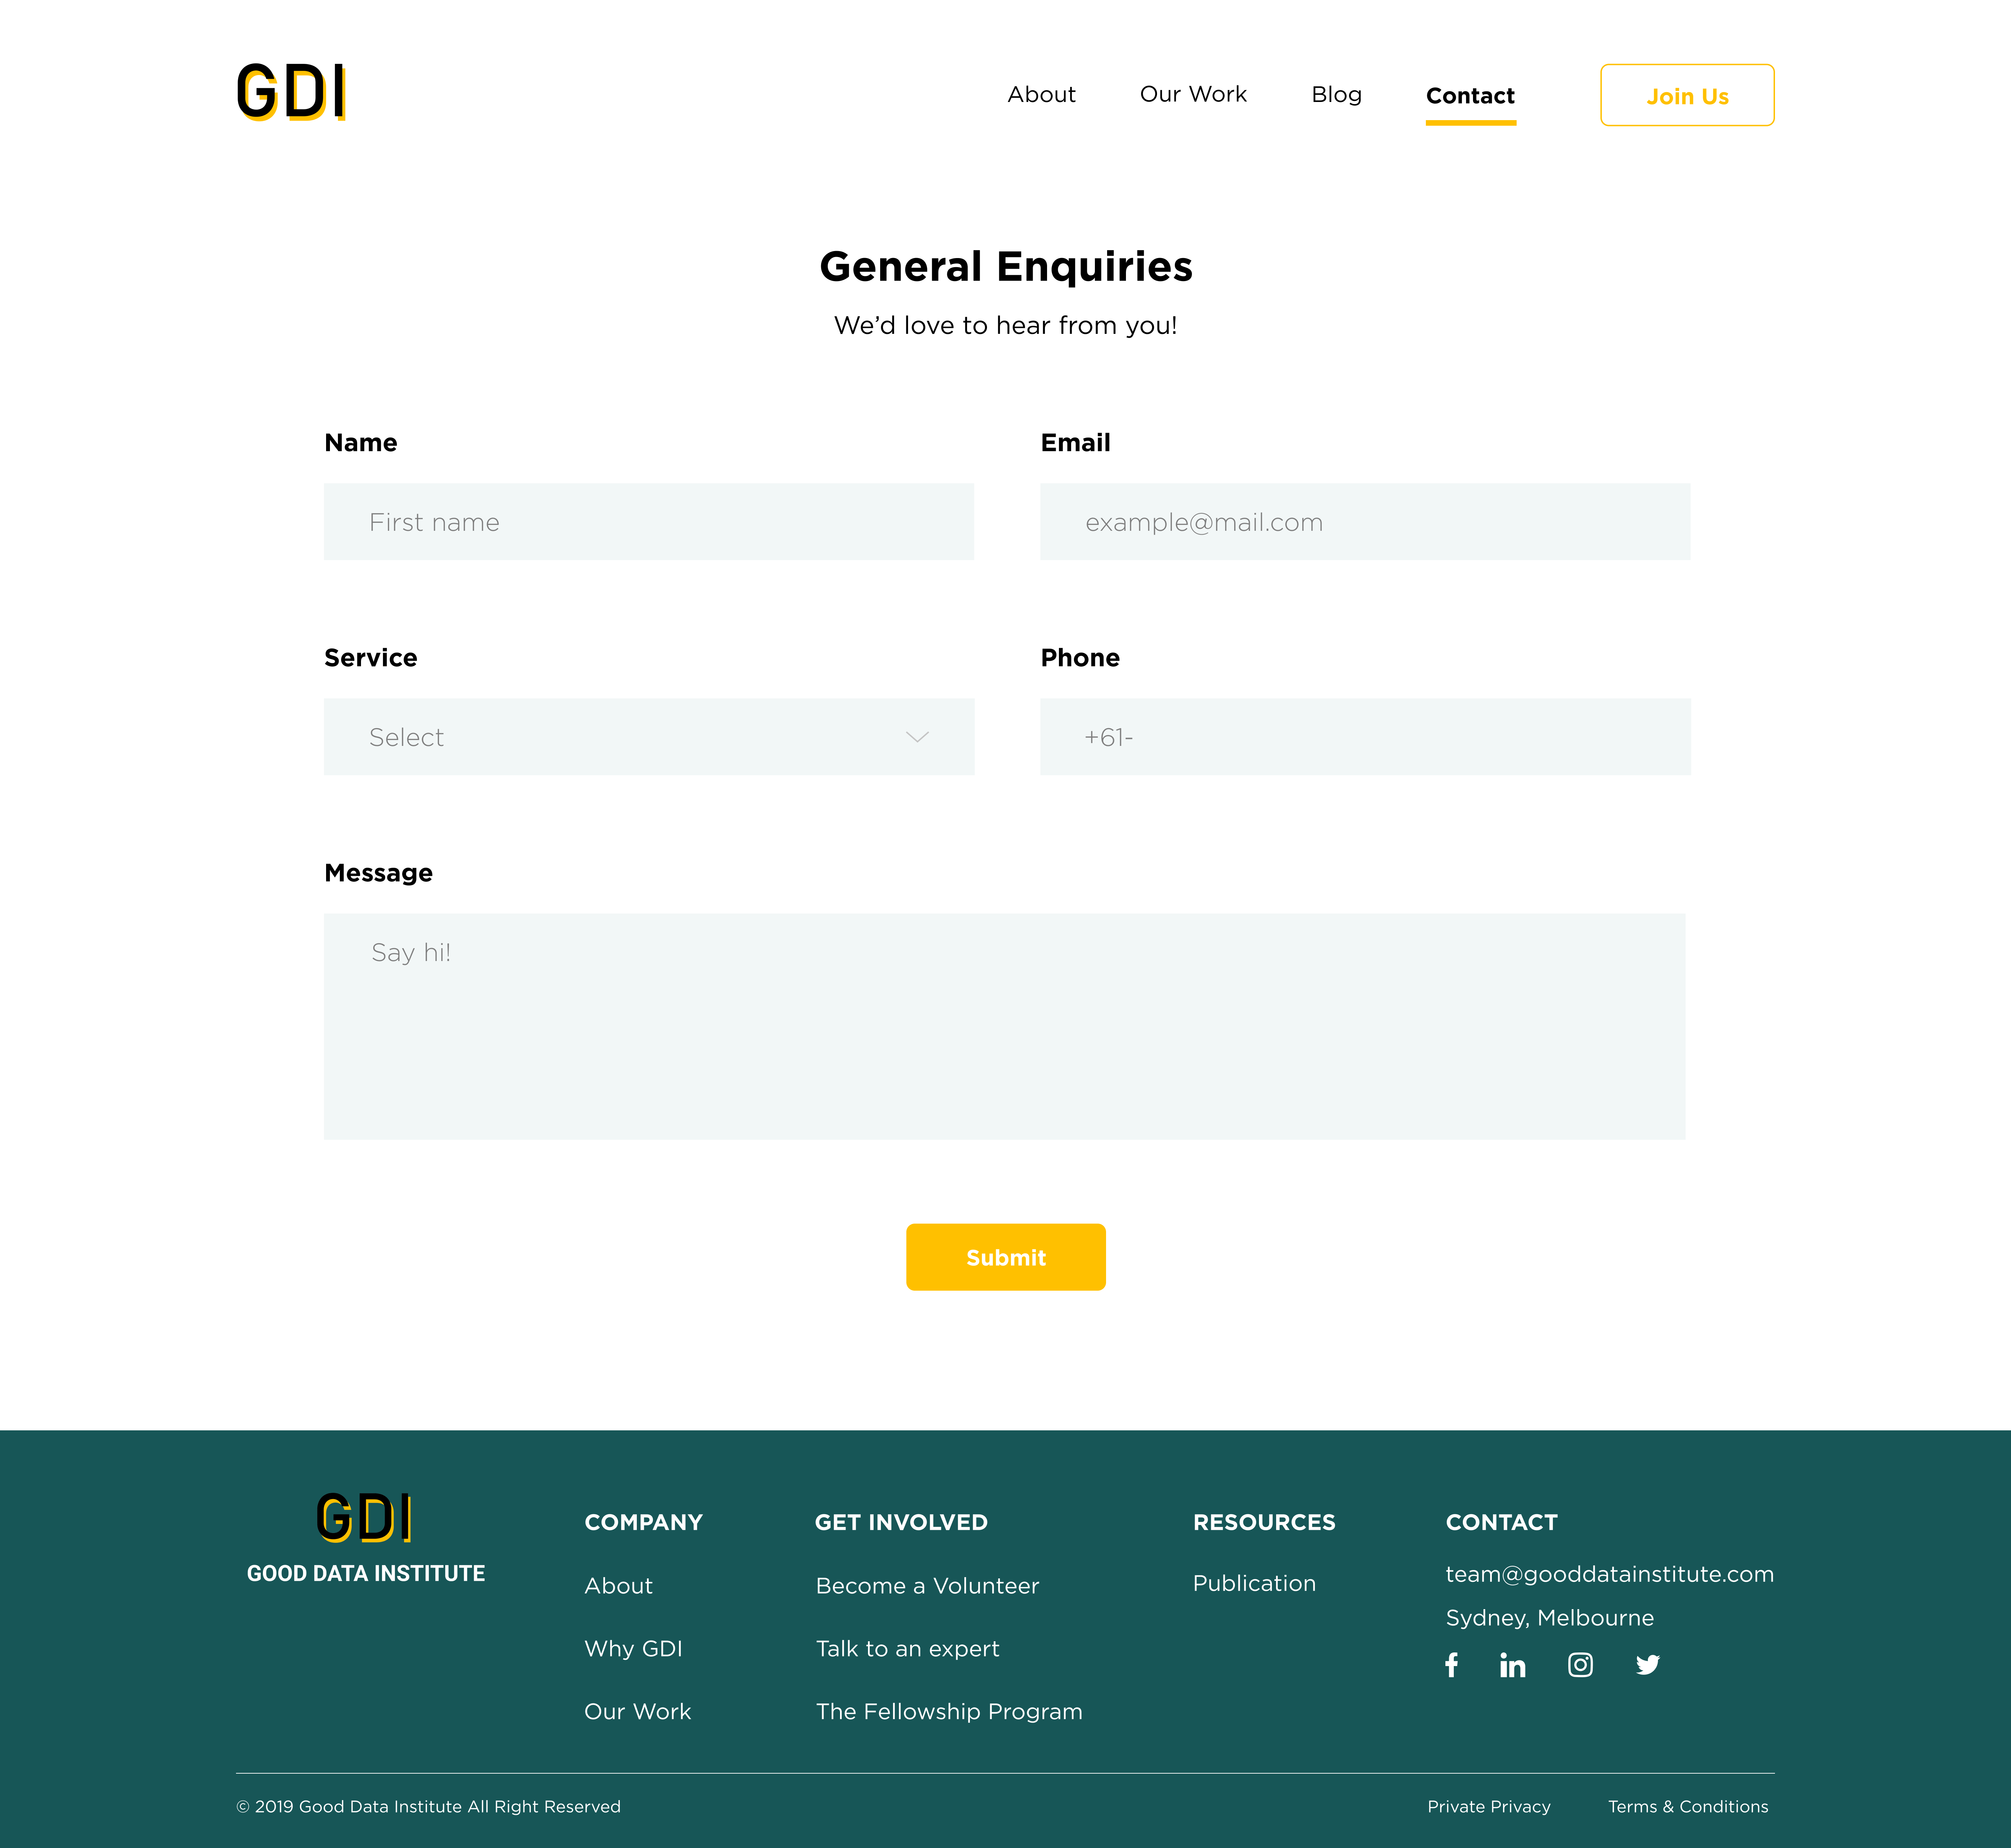 GDI
About
Our Work
Blog
Contact
Join Us
General Enquiries
We’d love to hear from you!
Name
Email
First name
example@mail.com
Service
Phone
Select
+61-
Message
Say hi!
Submit
GDI
GOOD DATA INSTITUTE
COMPANY
About
Why GDI
Our Work
GET INVOLVED
Become a Volunteer
Talk to an expert
The Fellowship Program
RESOURCES
Publication
CONTACT
team@gooddatainstitute.com
Sydney, Melbourne
© 2019 Good Data Institute All Right Reserved
Private Privacy
Terms & Conditions